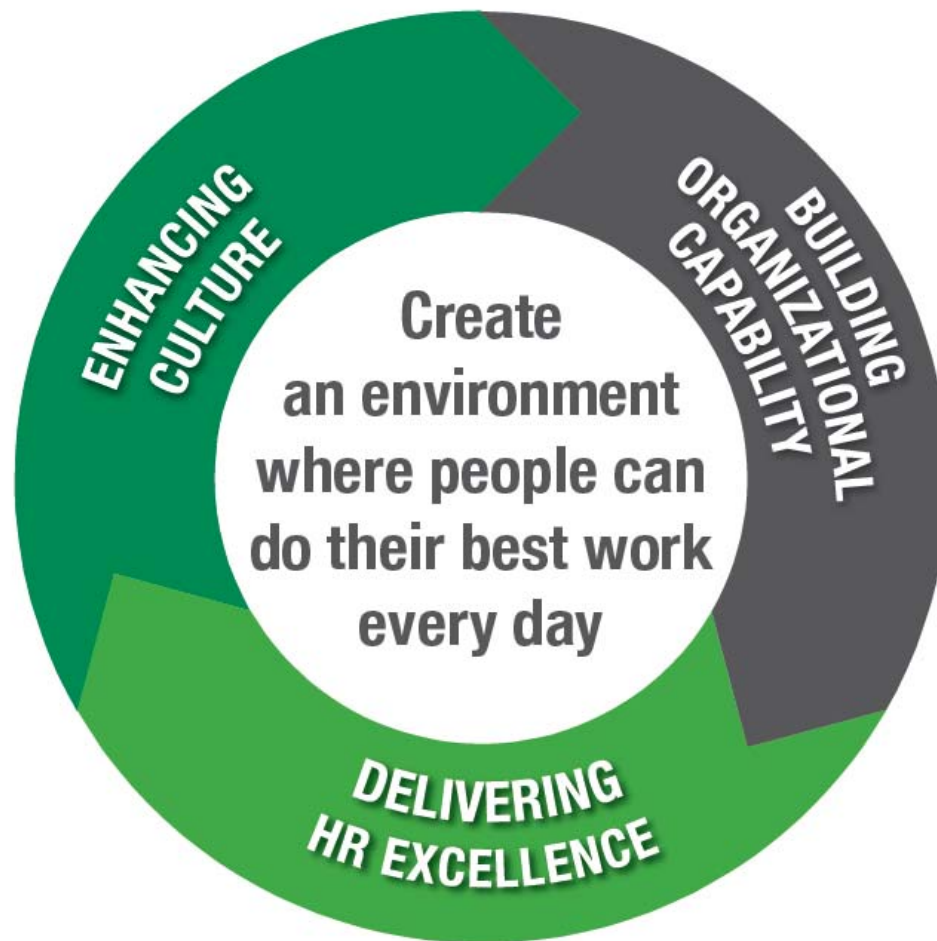 ENHANCING
CULTURE
BUILDING
ORGANIZATIONAL
CAPABILITY
Create
an environment
where people can
do their best work
every day
DELIVERING
HR EXCELLENCE